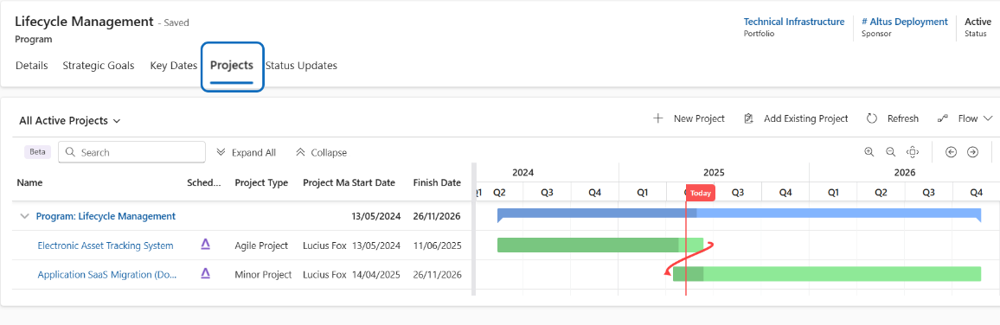 Lifecycle Management - Saved
Program
Technical Infrastructure
Portfolio
# Altus Deployment
Sponsor
Active
Status
Details Strategic Goals Key Dates Projects Status Updates
All Active Projects
New Project Add Existing Project Refresh Flow
Beta Search Expand All Collapse
2024 2025 2026
Name Sched... Project Type Project Ma Start Date Finish Date
Q1 Q2 Q3 Q4 Q1 Q3 Q4 Q1 Q2 Q3 Q4
Today
Program: Lifecycle Management 13/05/2024 26/11/2026
Electronic Asset Tracking System Agile Project Lucius Fox 13/05/2024 11/06/2025
Application SaaS Migration (Do... Minor Project Lucius Fox 14/04/2025 26/11/2026